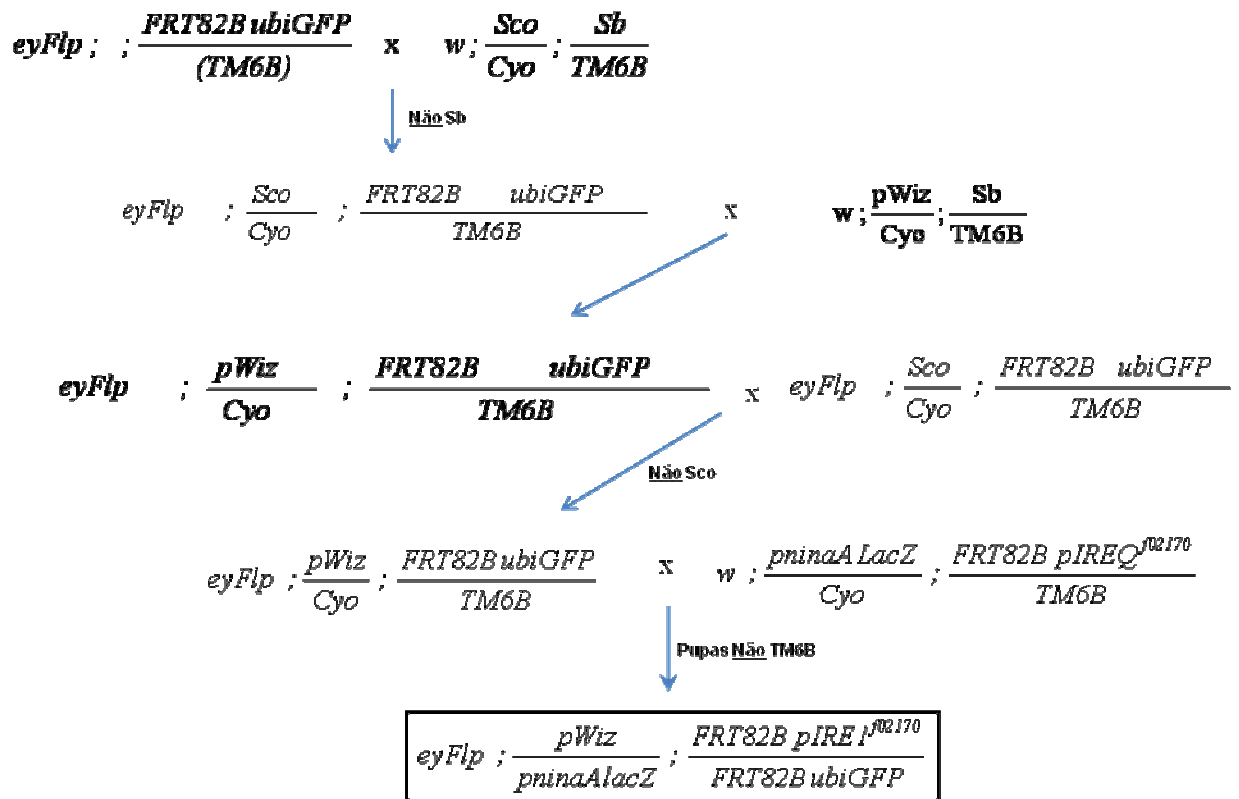 eyFlp ; ; FRT82B ubiGFP x w ; Sco ; Sb
(TM6B) Cyo TM6B
Não Sb
eyFlp ; Sco ; FRT82B ubiGFP x w ; pWiz ; Sb
Cyo TM6B Cyo TM6B
eyFlp ; pWiz ; FRT82B ubiGFP x eyFlp ; Sco ; FRT82B ubiGFP
Cyo TM6B Cyo TM6B
Não Sco
eyFlp ; pWiz ; FRT82B ubiGFP x w ; pninaALacZ ; FRT82B pIREQ^f02170
Cyo TM6B Cyo TM6B
Pupas Não TM6B
eyFlp ; pWiz ; FRT82B pIRE1^f02170
pninaAlacZ FRT82B ubiGFP